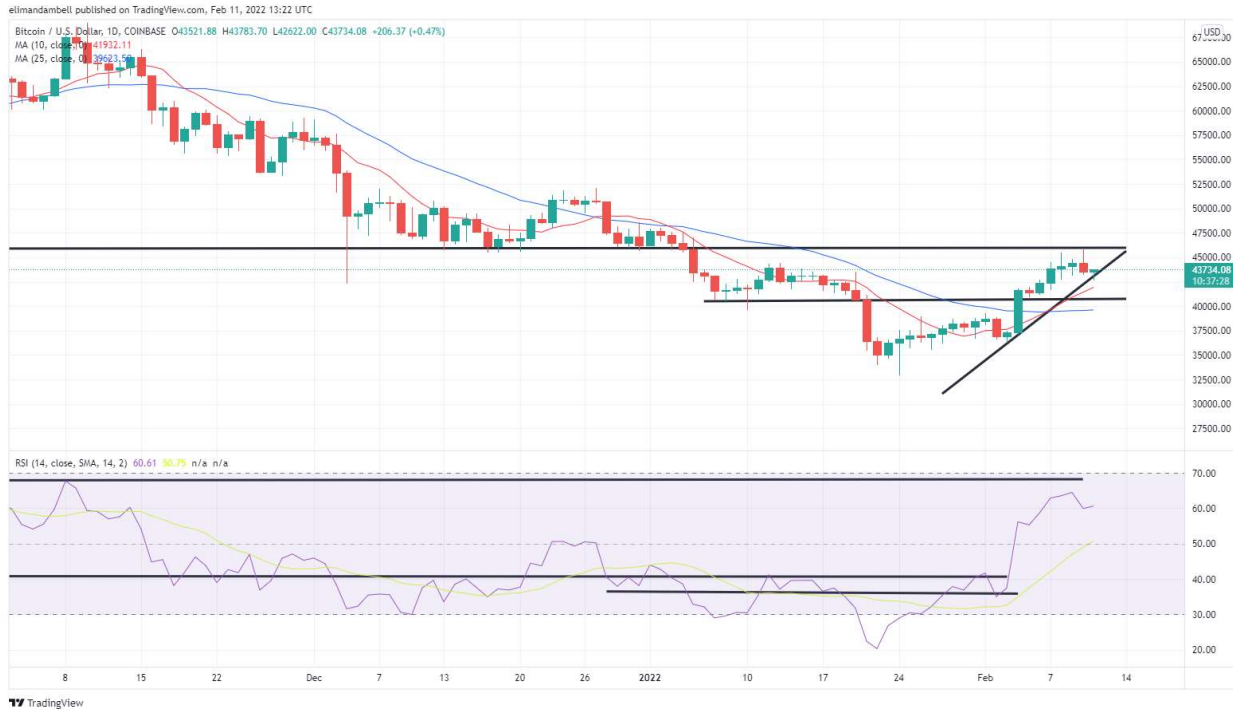 elimandambell published on TradingView.com, Feb 11, 2022 13:22 UTC
Bitcoin / U.S. Dollar, 1D, COINBASE O43521.88 H43783.70 L42622.00 C43734.08 +206.37 (+0.47%)
MA (10, close, 0) 41932.11
MA (25, close, 0)
USD
65000.00
62500.00
60000.00
57500.00
55000.00
52500.00
50000.00
47500.00
45000.00
43734.08
10:37:28
40000.00
37500.00
35000.00
32500.00
30000.00
27500.00
RSI (14, close, SMA, 14, 2) 60.61 50.75 n/a n/a
70.00
60.00
50.00
40.00
30.00
20.00
8 15 22 Dec 7 13 20 26 2022 10 17 24 Feb 7 14
TradingView